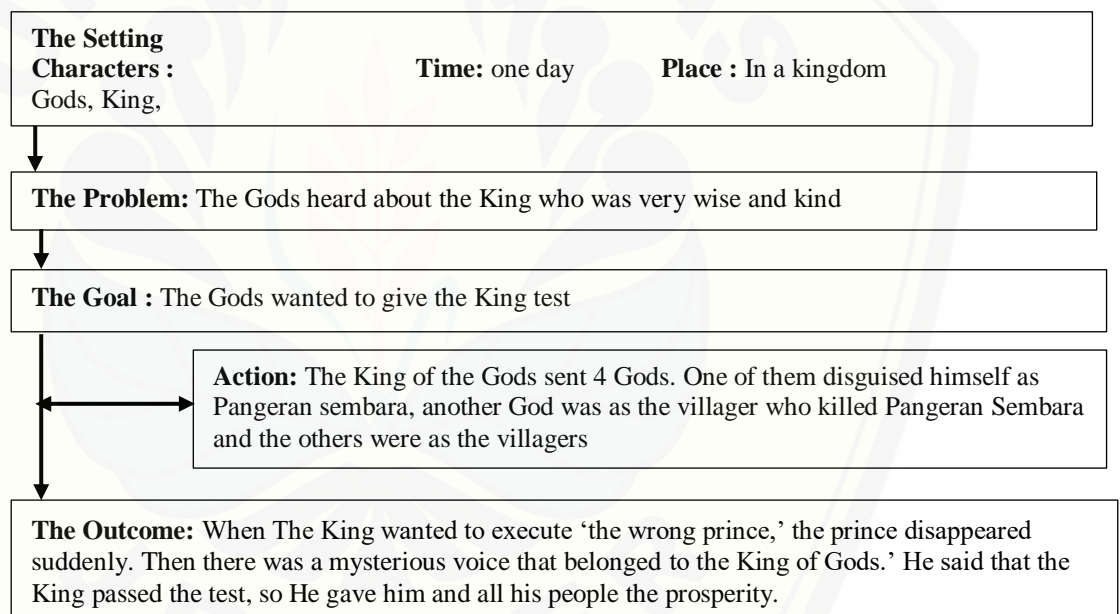 The Setting
Characters : Time: one day Place : In a kingdom
Gods, King,
The Problem: The Gods heard about the King who was very wise and kind
The Goal : The Gods wanted to give the King test
Action: The King of the Gods sent 4 Gods. One of them disguised himself as
Pangeran sembara, another God was as the villager who killed Pangeran Sembara
and the others were as the villagers
The Outcome: When The King wanted to execute ‘the wrong prince,’ the prince disappeared
suddenly. Then there was a mysterious voice that belonged to the King of Gods.’ He said that the
King passed the test, so He gave him and all his people the prosperity.